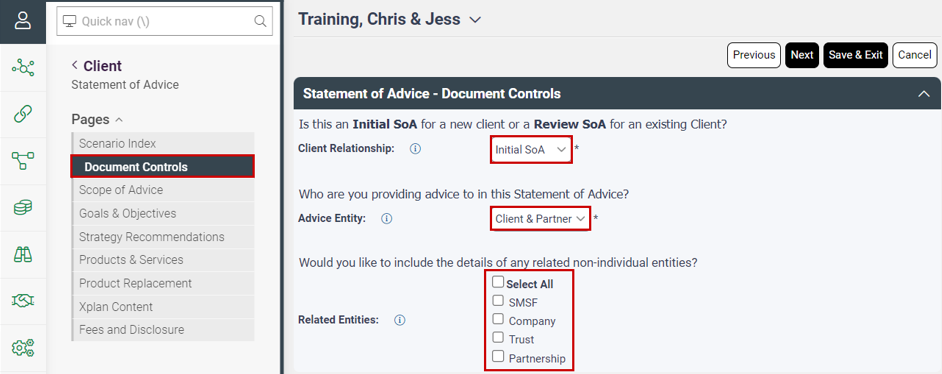 Quick nav (\)
Client
Statement of Advice
Pages
Scenario Index
Document Controls
Scope of Advice
Goals & Objectives
Strategy Recommendations
Products & Services
Product Replacement
Xplan Content
Fees and Disclosure
Training, Chris & Jess
Previous Next Save & Exit Cancel
Statement of Advice - Document Controls
Is this an Initial SoA for a new client or a Review SoA for an existing Client?
Client Relationship: Initial SoA *
Who are you providing advice to in this Statement of Advice?
Advice Entity: Client & Partner *
Would you like to include the details of any related non-individual entities?
Related Entities:
Select All
SMSF
Company
Trust
Partnership